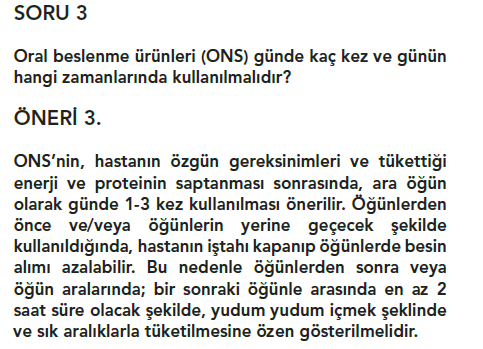 SORU 3
Oral beslenme ürünleri (ONS) günde kaç kez ve günün
hangi zamanlarında kullanılmalıdır?
ÖNERİ 3.
ONS’nin, hastanın özgün gereksinimleri ve tükettiği
enerji ve proteinin saptanması sonrasında, ara öğün
olarak günde 1-3 kez kullanılması önerilir. Öğünlerden
önce ve/veya öğünlerin yerine geçecek şekilde
kullanıldığında, hastanın iştahı kapanıp öğünlerde besin
alımı azalabilir. Bu nedenle öğünlerden sonra veya
öğün aralarında; bir sonraki öğünle arasında en az 2
saat süre olacak şekilde, yudum yudum içmek şeklinde
ve sık aralıklarla tüketilmesine özen gösterilmelidir.